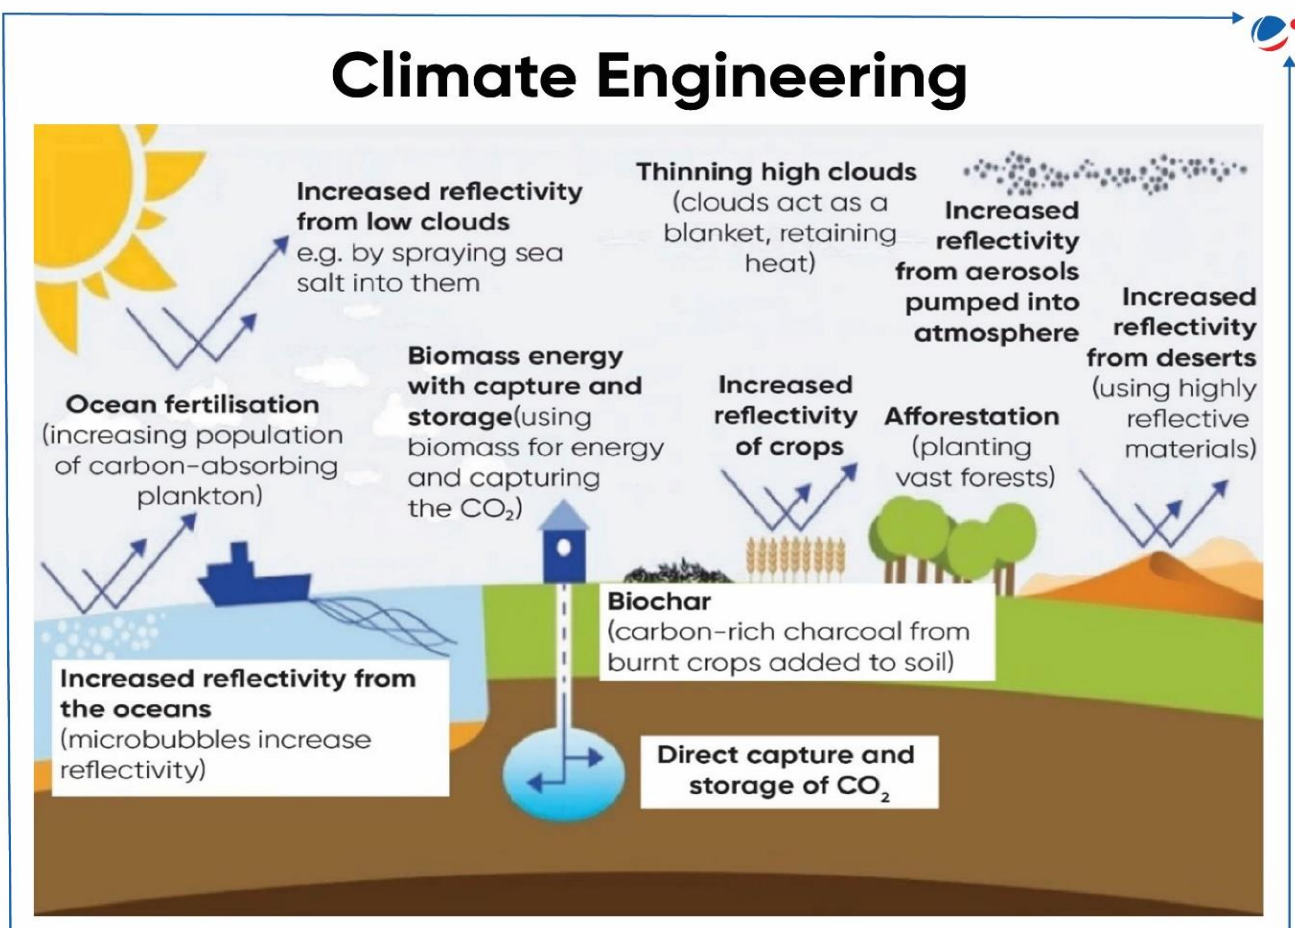 Climate Engineering
Increased reflectivity
from low clouds
e.g. by spraying sea
salt into them
Thinning high clouds
(clouds act as a
blanket, retaining
heat)
Increased
reflectivity
from aerosols
pumped into
atmosphere
Increased
reflectivity
from deserts
(using highly
reflective
materials)
Ocean fertilisation
(increasing population
of carbon-absorbing
plankton)
Biomass energy
with capture and
storage(using
biomass for energy
and capturing
the CO₂)
Increased
reflectivity
of crops
Afforestation
(planting
vast forests)
Biochar
(carbon-rich charcoal from
burnt crops added to soil)
Increased reflectivity from
the oceans
(microbubbles increase
reflectivity)
Direct capture and
storage of CO₂